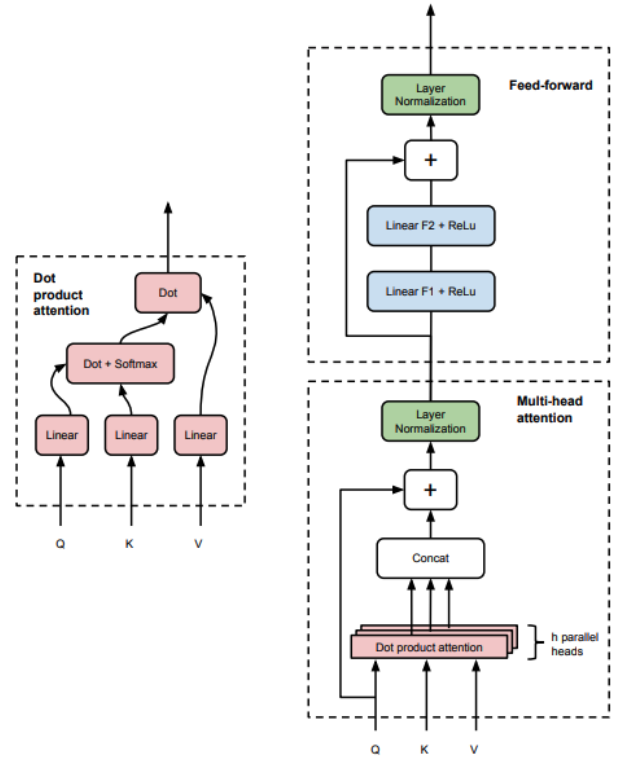 Dot
product
attention
Dot
Dot + Softmax
Linear
Linear
Linear
Q
K
V
Feed-forward
Layer
Normalization
+
Linear F2 + ReLu
Linear F1 + ReLu
Multi-head
attention
Layer
Normalization
+
Concat
Dot product attention
h parallel
heads
Q
K
V